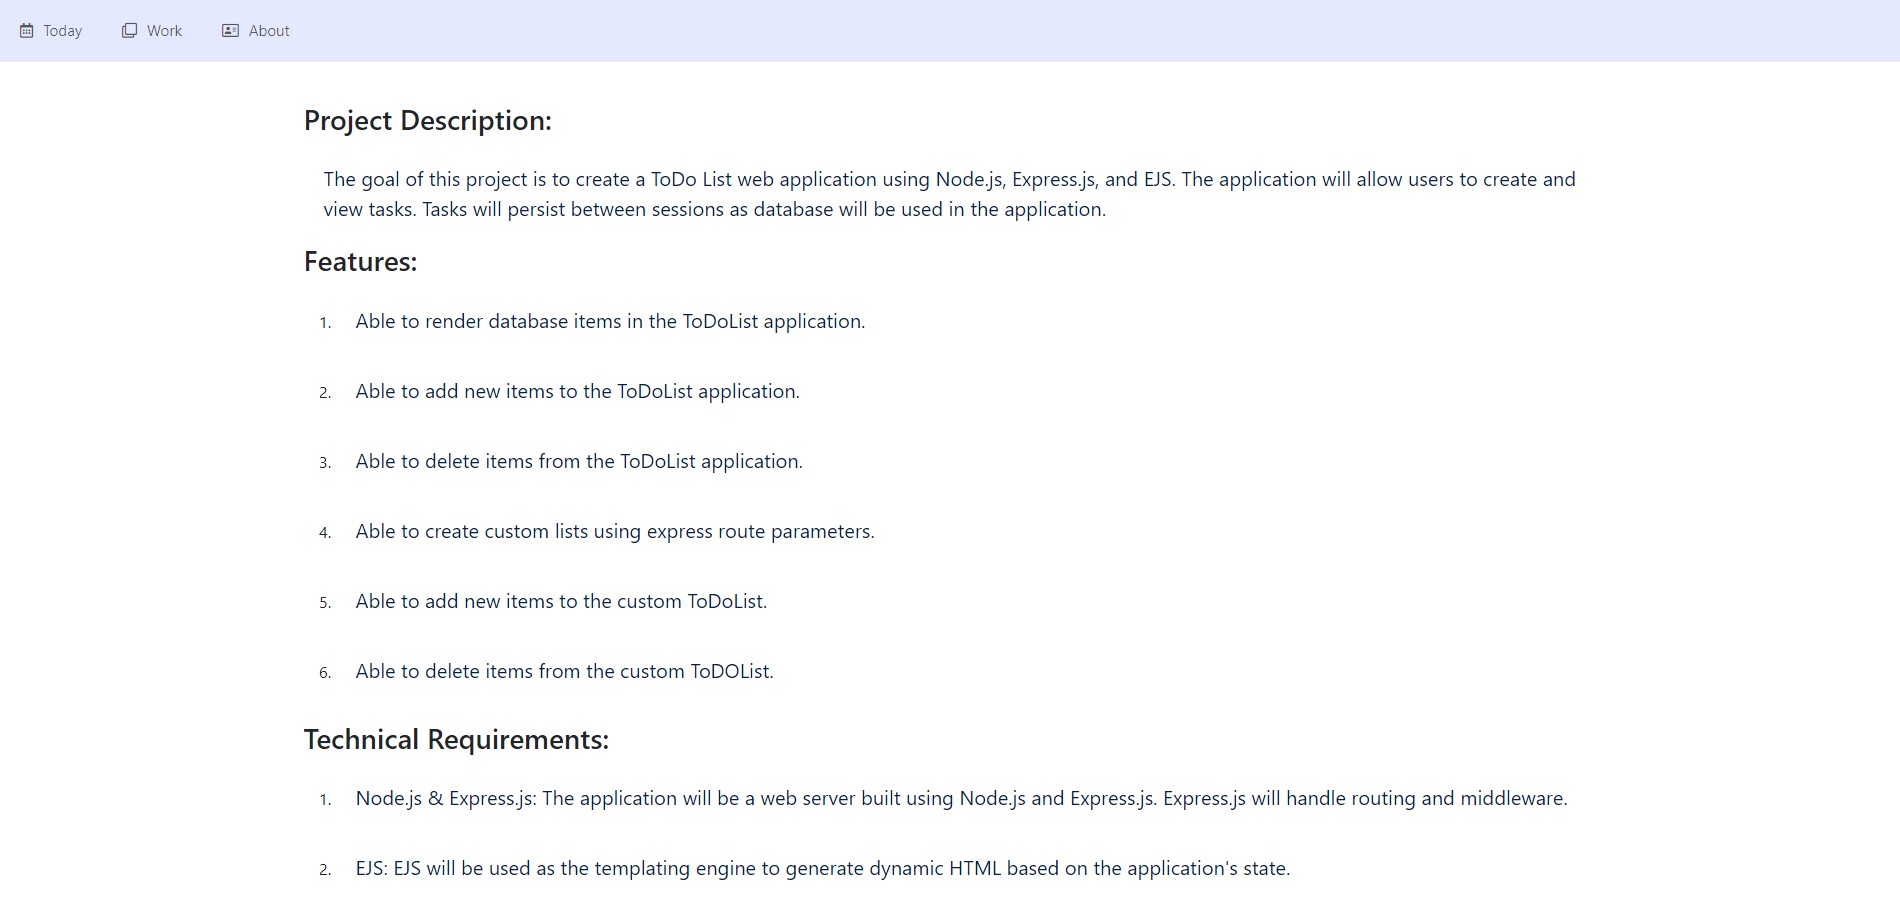 Today
Work
About
Project Description:
The goal of this project is to create a ToDo List web application using Node.js, Express.js, and EJS. The application will allow users to create and
view tasks. Tasks will persist between sessions as database will be used in the application.
Features:
1. Able to render database items in the ToDoList application.
2. Able to add new items to the ToDoList application.
3. Able to delete items from the ToDoList application.
4. Able to create custom lists using express route parameters.
5. Able to add new items to the custom ToDoList.
6. Able to delete items from the custom ToDOList.
Technical Requirements:
1. Node.js & Express.js: The application will be a web server built using Node.js and Express.js. Express.js will handle routing and middleware.
2. EJS: EJS will be used as the templating engine to generate dynamic HTML based on the application's state.